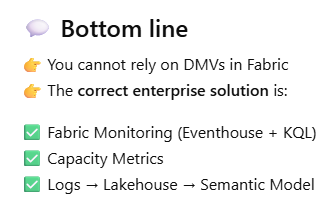 💬 Bottom line
👉 You cannot rely on DMVs in Fabric
👉 The correct enterprise solution is:
✅ Fabric Monitoring (Eventhouse + KQL)
✅ Capacity Metrics
✅ Logs → Lakehouse → Semantic Model